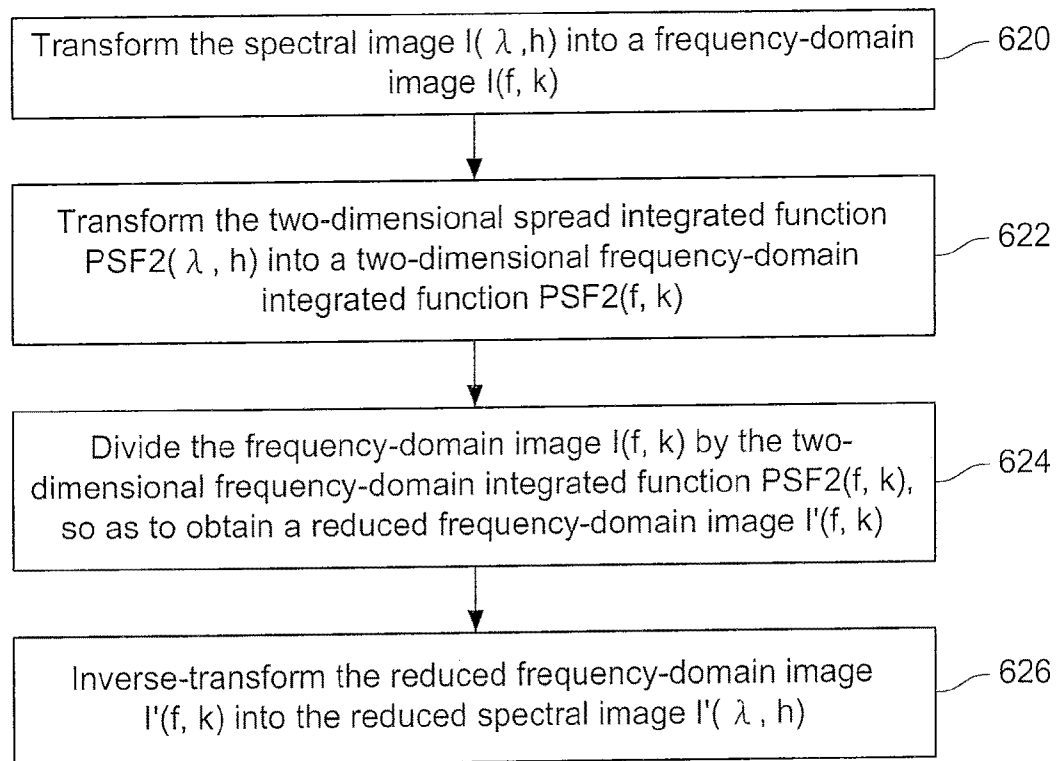 Transform the spectral image I( λ ,h) into a frequency-domain
image I(f, k)
620
Transform the two-dimensional spread integrated function
PSF2( λ , h) into a two-dimensional frequency-domain
integrated function PSF2(f, k)
622
Divide the frequency-domain image I(f, k) by the two-
dimensional frequency-domain integrated function PSF2(f, k),
so as to obtain a reduced frequency-domain image I'(f, k)
624
Inverse-transform the reduced frequency-domain image
I'(f, k) into the reduced spectral image I'( λ , h)
626